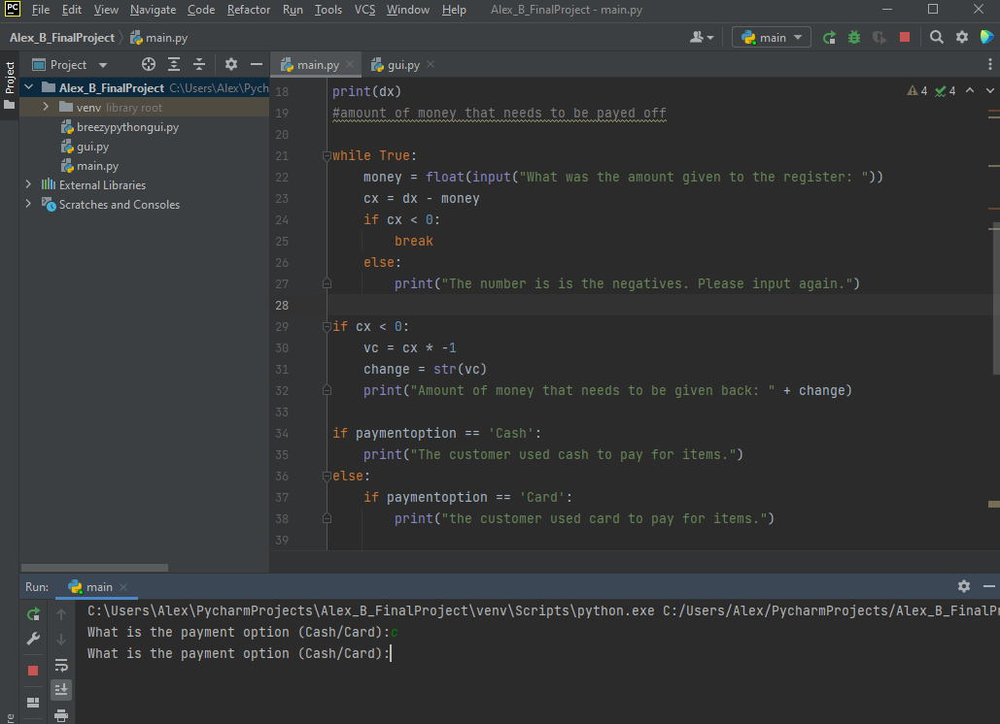 PC File Edit View Navigate Code Refactor Run Tools VCS Window Help Alex_B_FinalProject - main.py
Alex_B_FinalProject main.py main
Project
Project main.py gui.py
Alex_B_FinalProject C:\Users\Alex\Pych
venv library root
breezypythongui.py
gui.py
main.py
External Libraries
Scratches and Consoles
4 4
18 print(dx)
19 #amount of money that needs to be payed off
20
21 while True:
22 money = float(input("What was the amount given to the register: "))
23 cx = dx - money
24 if cx < 0:
25 break
26 else:
27 print("The number is is the negatives. Please input again.")
28
29 if cx < 0:
30 vc = cx * -1
31 change = str(vc)
32 print("Amount of money that needs to be given back: " + change)
33
34 if paymentoption == 'Cash':
35 print("The customer used cash to pay for items.")
36 else:
37 if paymentoption == 'Card':
38 print("the customer used card to pay for items.")
39
Run: main
C:\Users\Alex\PycharmProjects\Alex_B_FinalProject\venv\Scripts\python.exe C:/Users/Alex/PycharmProjects/Alex_B_FinalPr
What is the payment option (Cash/Card):c
What is the payment option (Cash/Card):
re